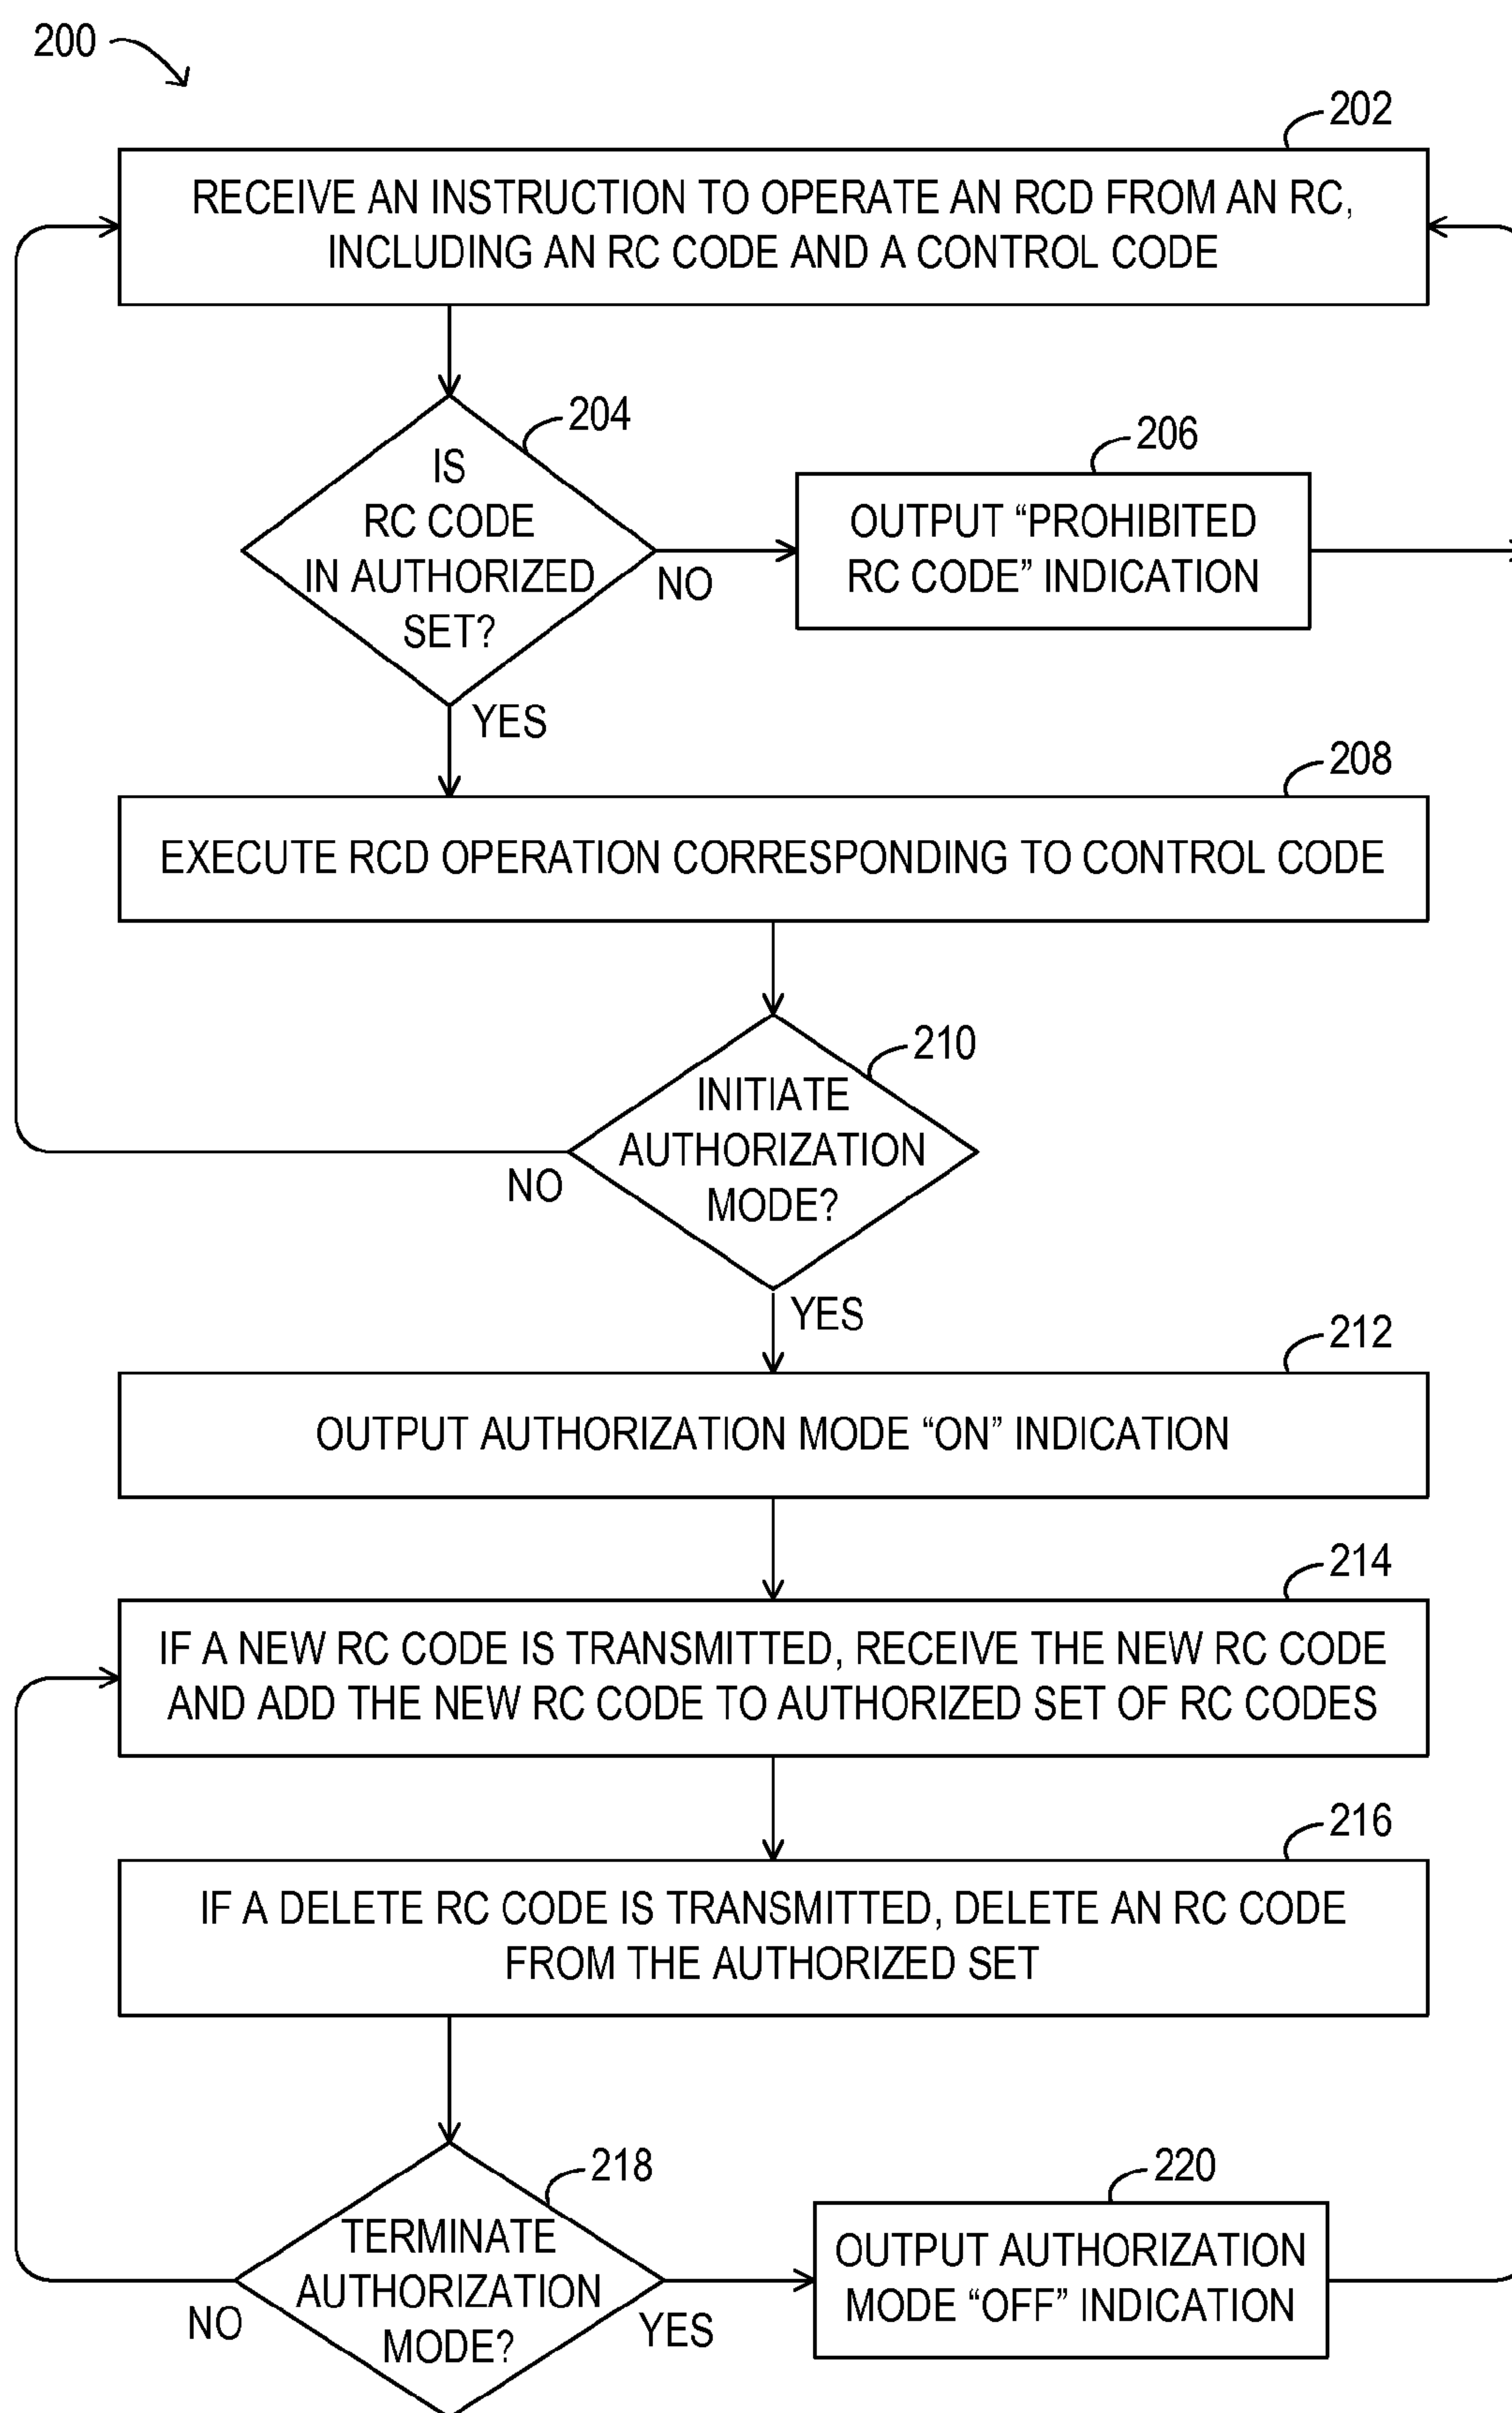 200
202
RECEIVE AN INSTRUCTION TO OPERATE AN RCD FROM AN RC,
INCLUDING AN RC CODE AND A CONTROL CODE
204
IS
RC CODE
IN AUTHORIZED
SET?
NO
206
OUTPUT “PROHIBITED
RC CODE” INDICATION
YES
208
EXECUTE RCD OPERATION CORRESPONDING TO CONTROL CODE
210
INITIATE
AUTHORIZATION
MODE?
NO
YES
212
OUTPUT AUTHORIZATION MODE “ON” INDICATION
214
IF A NEW RC CODE IS TRANSMITTED, RECEIVE THE NEW RC CODE
AND ADD THE NEW RC CODE TO AUTHORIZED SET OF RC CODES
216
IF A DELETE RC CODE IS TRANSMITTED, DELETE AN RC CODE
FROM THE AUTHORIZED SET
218
TERMINATE
AUTHORIZATION
MODE?
NO
YES
220
OUTPUT AUTHORIZATION
MODE “OFF” INDICATION